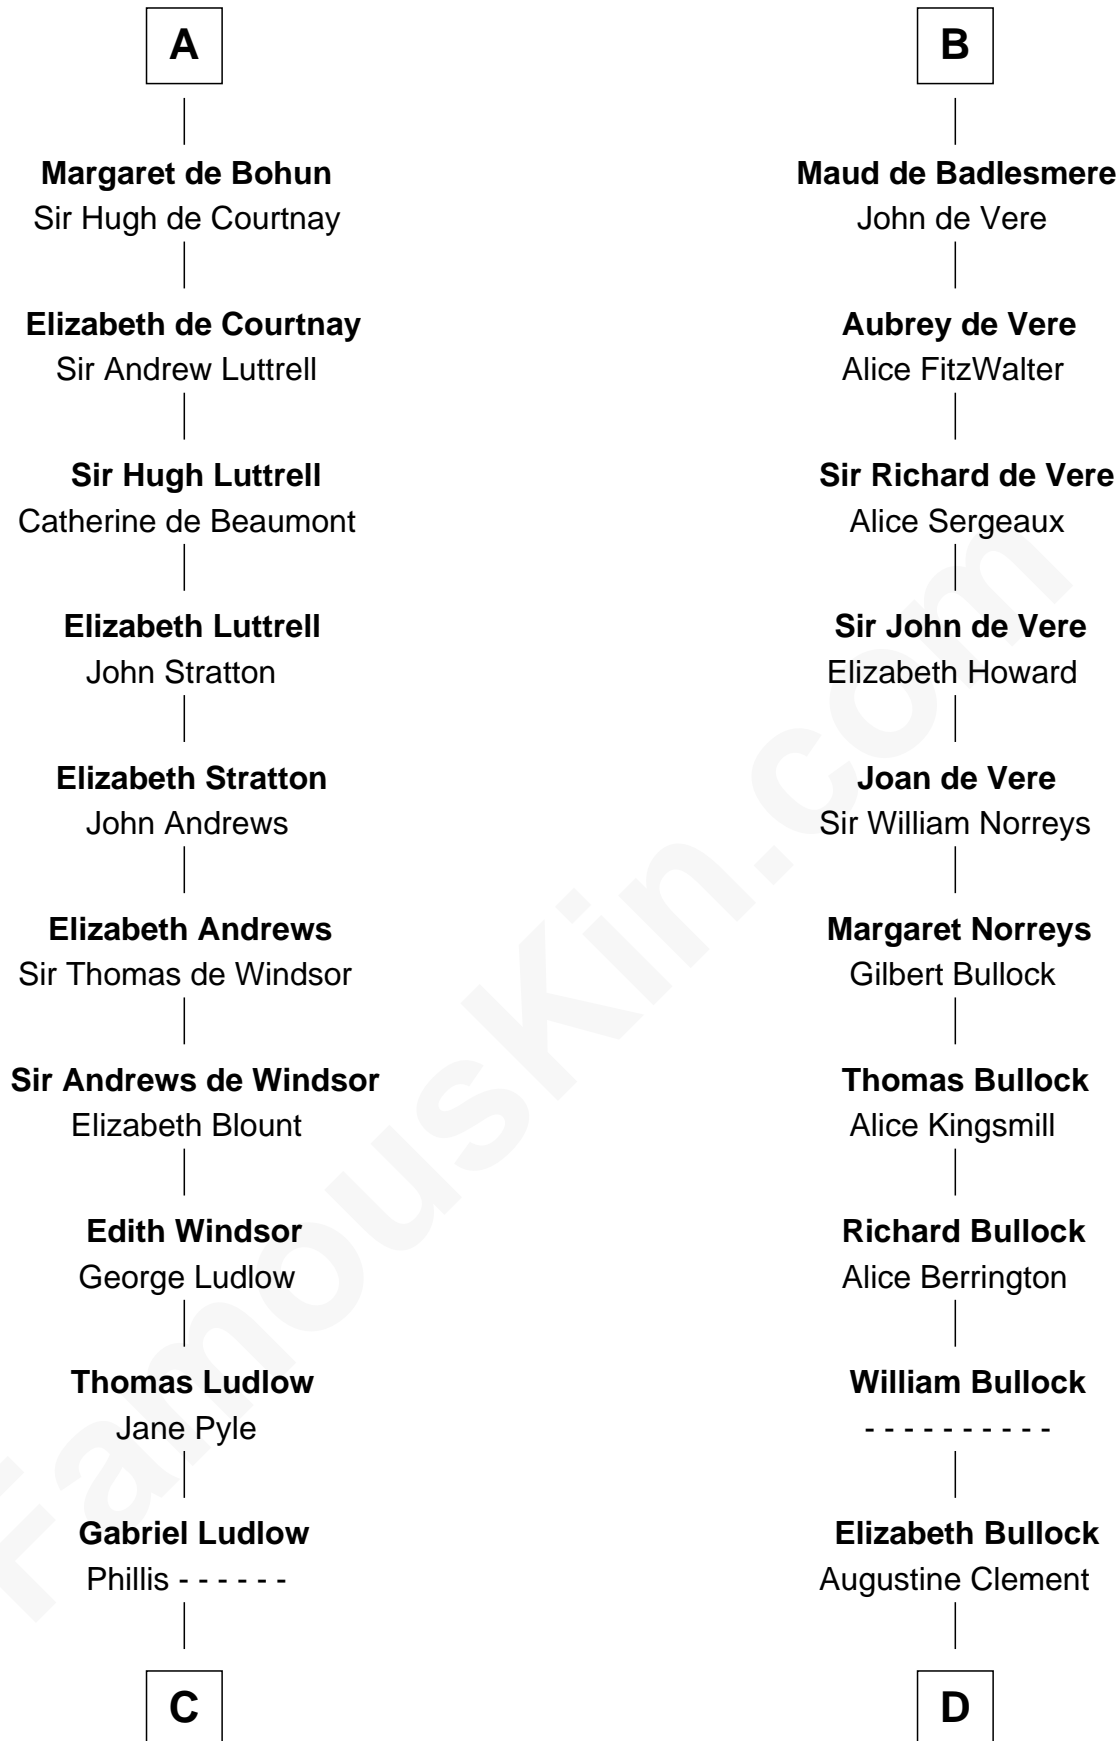 A
Margaret de Bohun
Sir Hugh de Courtnay
Elizabeth de Courtnay
Sir Andrew Luttrell
Sir Hugh Luttrell
Catherine de Beaumont
Elizabeth Luttrell
John Stratton
Elizabeth Stratton
John Andrews
Elizabeth Andrews
Sir Thomas de Windsor
Sir Andrews de Windsor
Elizabeth Blount
Edith Windsor
George Ludlow
Thomas Ludlow
Jane Pyle
Gabriel Ludlow
Phillis - - - - - -
C
B
Maud de Badlesmere
John de Vere
Aubrey de Vere
Alice FitzWalter
Sir Richard de Vere
Alice Sergeaux
Sir John de Vere
Elizabeth Howard
Joan de Vere
Sir William Norreys
Margaret Norreys
Gilbert Bullock
Thomas Bullock
Alice Kingsmill
Richard Bullock
Alice Berrington
William Bullock
- - - - - - - - - -
Elizabeth Bullock
Augustine Clement
D
FamousKin.com